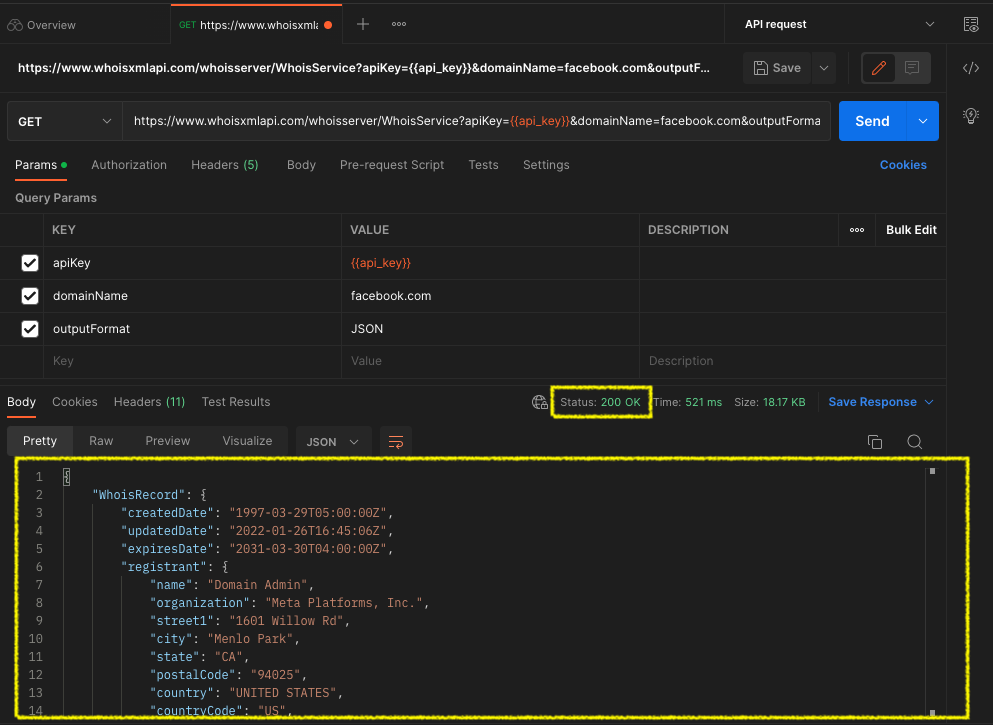 Overview
GET https://www.whoisxmla
API request
https://www.whoisxmlapi.com/whoisserver/WhoisService?apiKey={{api_key}}&domainName=facebook.com&outputF...
Save
GET
https://www.whoisxmlapi.com/whoisserver/WhoisService?apiKey={{api_key}}&domainName=facebook.com&outputForma
Send
Params
Authorization
Headers (5)
Body
Pre-request Script
Tests
Settings
Cookies
Query Params
KEY VALUE DESCRIPTION Bulk Edit
apiKey {{api_key}}
domainName facebook.com
outputFormat JSON
Key Value Description
Body Cookies Headers (11) Test Results Status: 200 OK Time: 521 ms Size: 18.17 KB Save Response
Pretty Raw Preview Visualize JSON
1 {
2 "WhoisRecord": {
3 "createdDate": "1997-03-29T05:00:00Z",
4 "updatedDate": "2022-01-26T16:45:06Z",
5 "expiresDate": "2031-03-30T04:00:00Z",
6 "registrant": {
7 "name": "Domain Admin",
8 "organization": "Meta Platforms, Inc.",
9 "street1": "1601 Willow Rd",
10 "city": "Menlo Park",
11 "state": "CA",
12 "postalCode": "94025",
13 "country": "UNITED STATES",
14 "countryCode": "US",